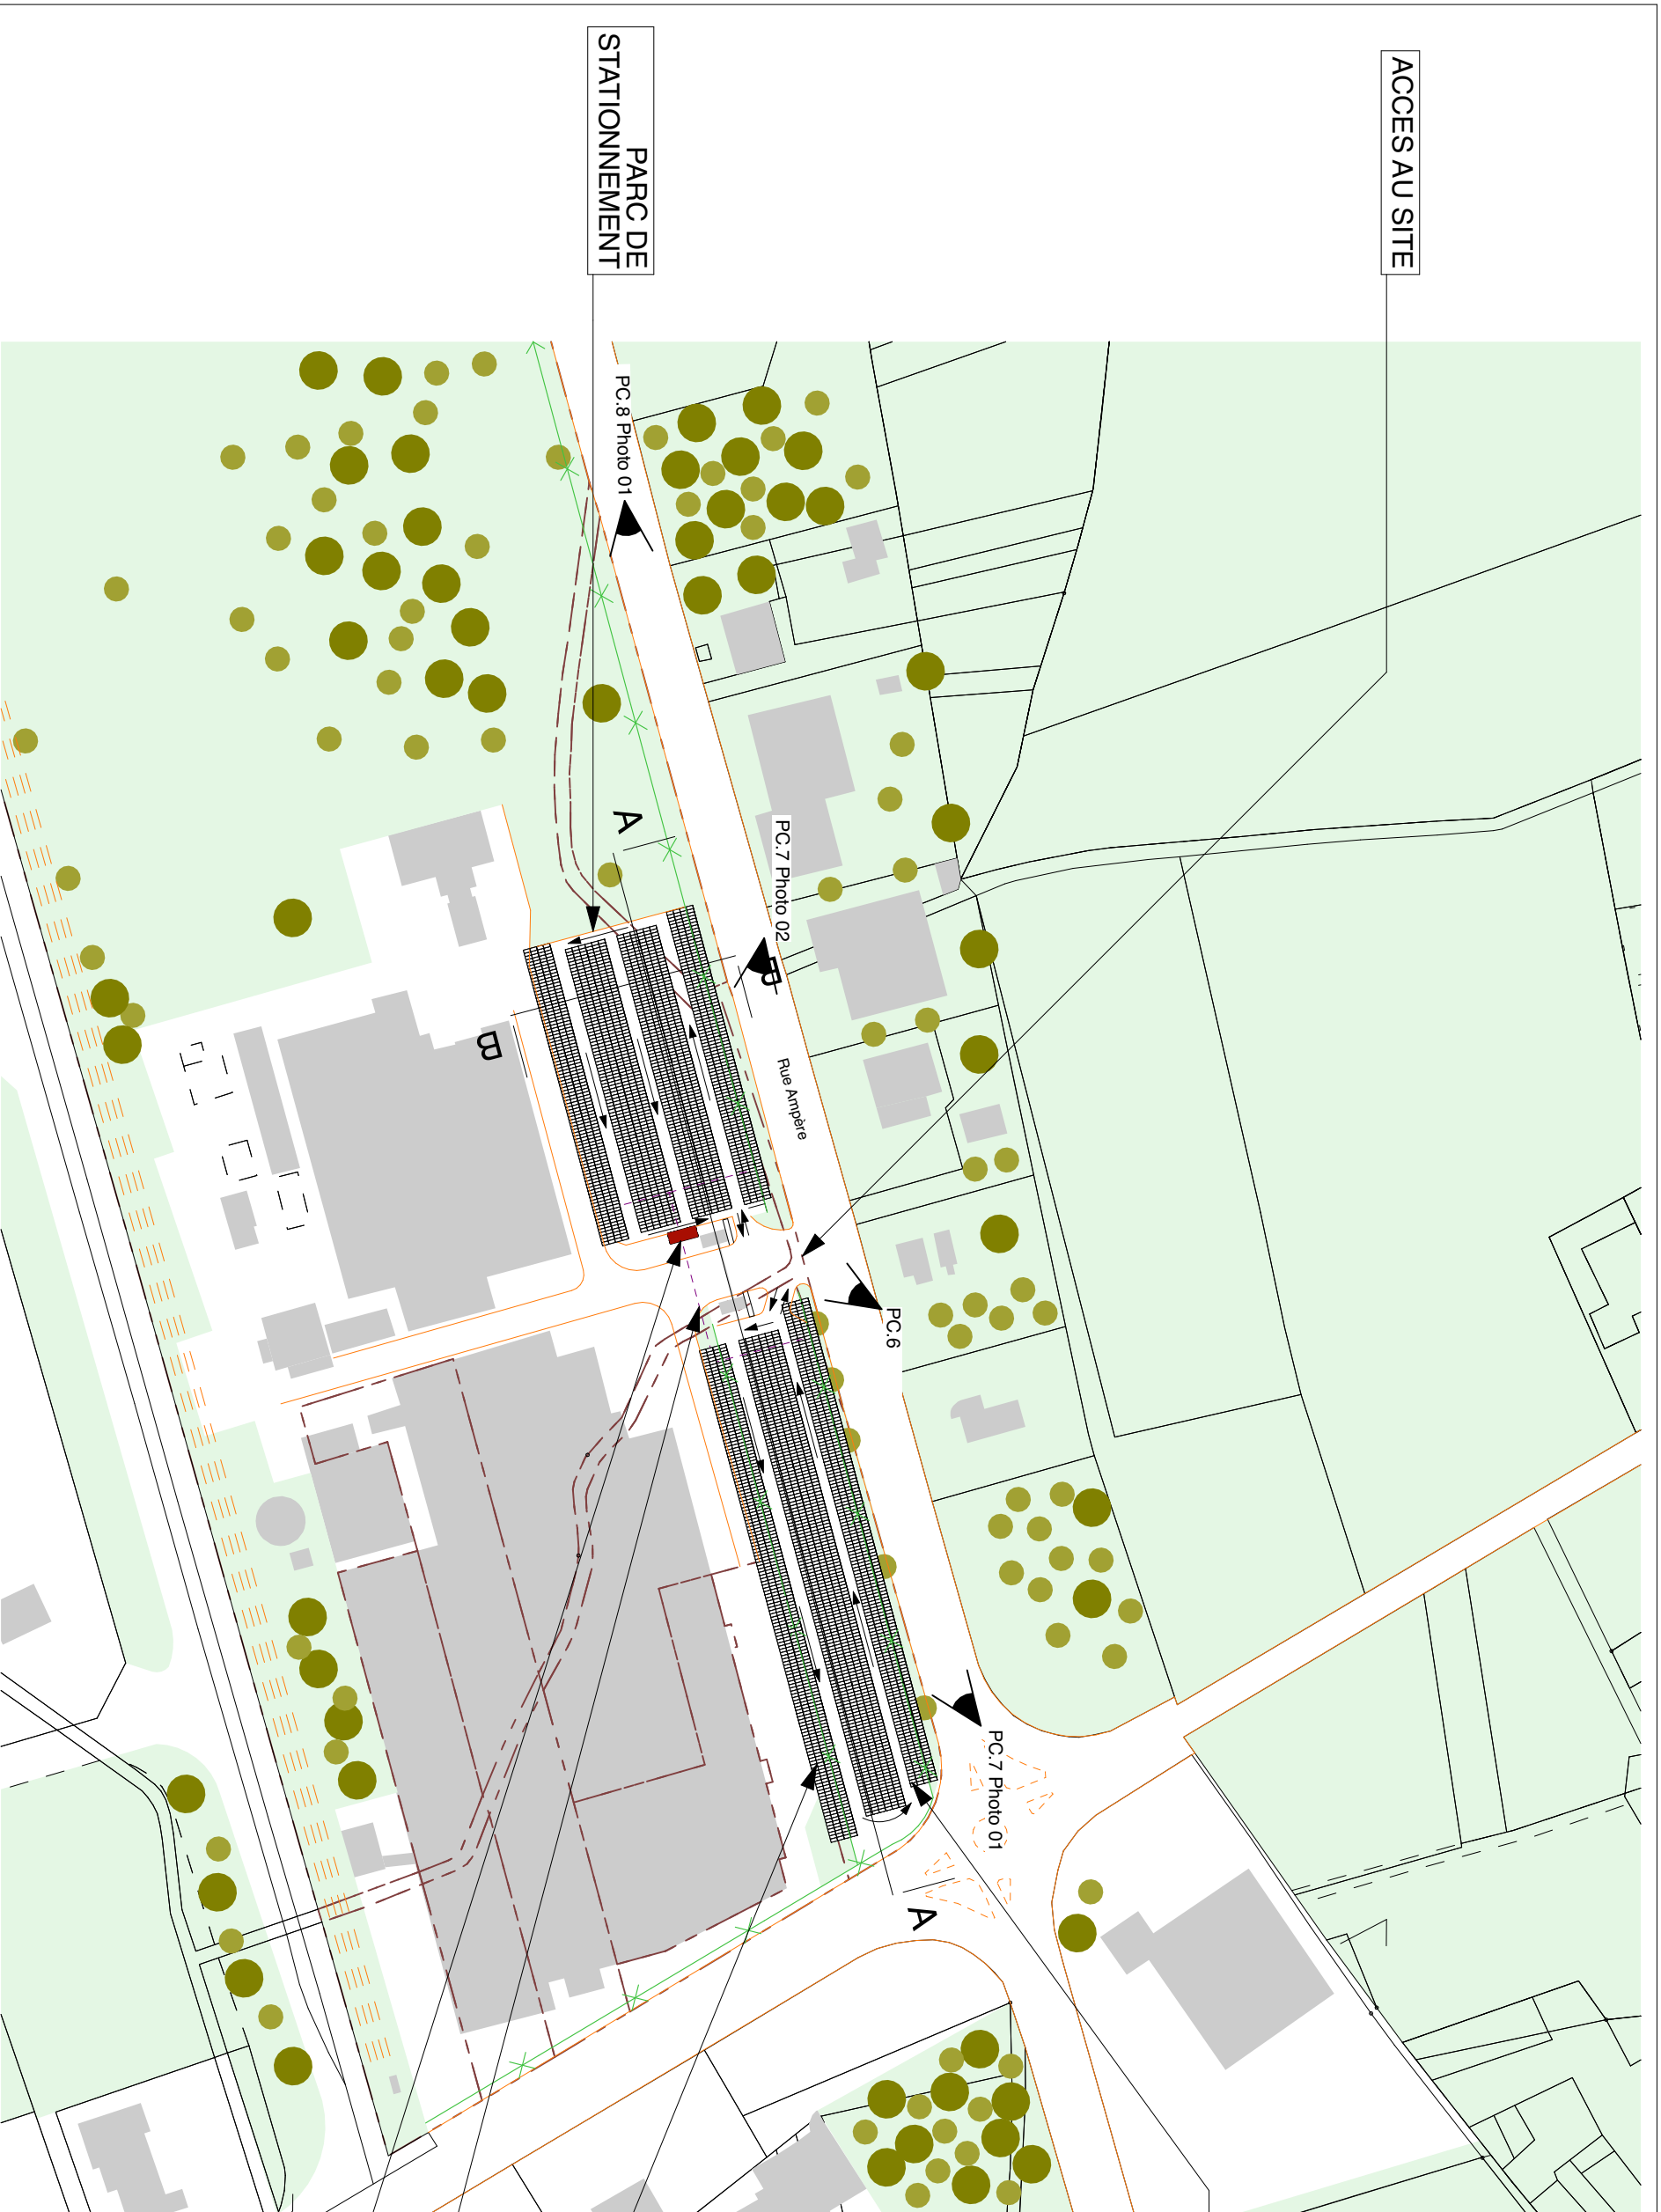 ACCES AU SITE
PARC DE
STATIONNEMENT
PC.8 Photo 01
A
PC.7 Photo 02
B
B
Rue Ampère
PC.6
PC.7 Photo 01
A